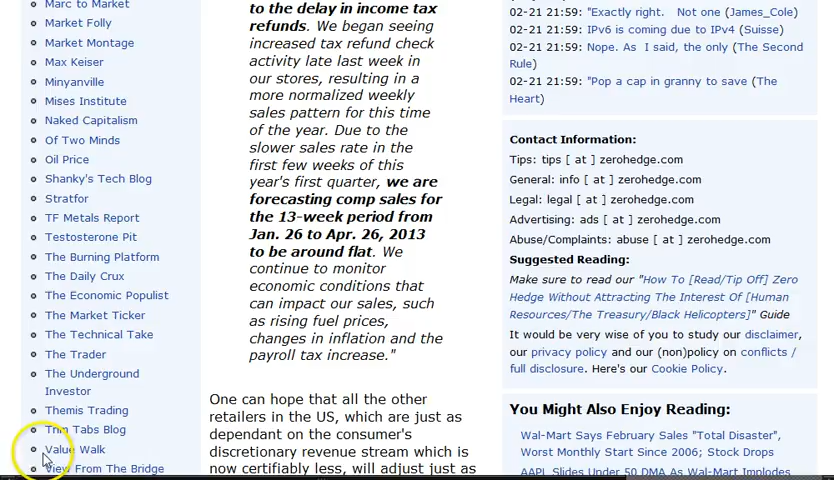 Marc to Market
Market Folly
Market Montage
Max Keiser
Minyanville
Mises Institute
Naked Capitalism
Of Two Minds
Oil Price
Shanky's Tech Blog
Stratfor
TF Metals Report
Testosterone Pit
The Burning Platform
The Daily Crux
The Economic Populist
The Market Ticker
The Technical Take
The Trader
The Underground
Investor
Themis Trading
Trim Tabs Blog
Value Walk
View From The Bridge
to the delay in income tax
refunds. We began seeing
increased tax refund check
activity late last week in
our stores, resulting in a
more normalized weekly
sales pattern for this time
of the year. Due to the
slower sales rate in the
first few weeks of this
year's first quarter, we are
forecasting comp sales for
the 13-week period from
Jan. 26 to Apr. 26, 2013
to be around flat. We
continue to monitor
economic conditions that
can impact our sales, such
as rising fuel prices,
changes in inflation and the
payroll tax increase."
One can hope that all the other
retailers in the US, which are just as
dependant on the consumer's
discretionary revenue stream which is
now certifiably less, will adjust just as
02-21 21:59: "Exactly right. Not one (James_Cole)
02-21 21:59: IPv6 is coming due to IPv4 (Suisse)
02-21 21:59: Nope. As I said, the only (The Second
Rule)
02-21 21:59: "Pop a cap in granny to save (The
Heart)
Contact Information:
Tips: tips [ at ] zerohedge.com
General: info [ at ] zerohedge.com
Legal: legal [ at ] zerohedge.com
Advertising: ads [ at ] zerohedge.com
Abuse/Complaints: abuse [ at ] zerohedge.com
Suggested Reading:
Make sure to read our "How To [Read/Tip Off] Zero
Hedge Without Attracting The Interest Of [Human
Resources/The Treasury/Black Helicopters]" Guide
It would be very wise of you to study our disclaimer,
our privacy policy and our (non)policy on conflicts /
full disclosure. Here's our Cookie Policy.
You Might Also Enjoy Reading:
Wal-Mart Says February Sales "Total Disaster",
Worst Monthly Start Since 2006; Stock Drops
AAPL Slides Under 50 DMA As Wal-Mart Implodes